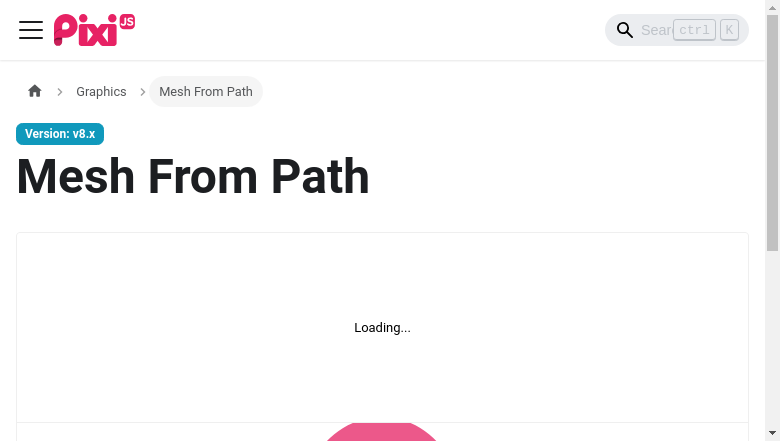 Pixi JS
Sear ctrl K
Graphics
Mesh From Path
Version: v8.x
Mesh From Path
Loading...